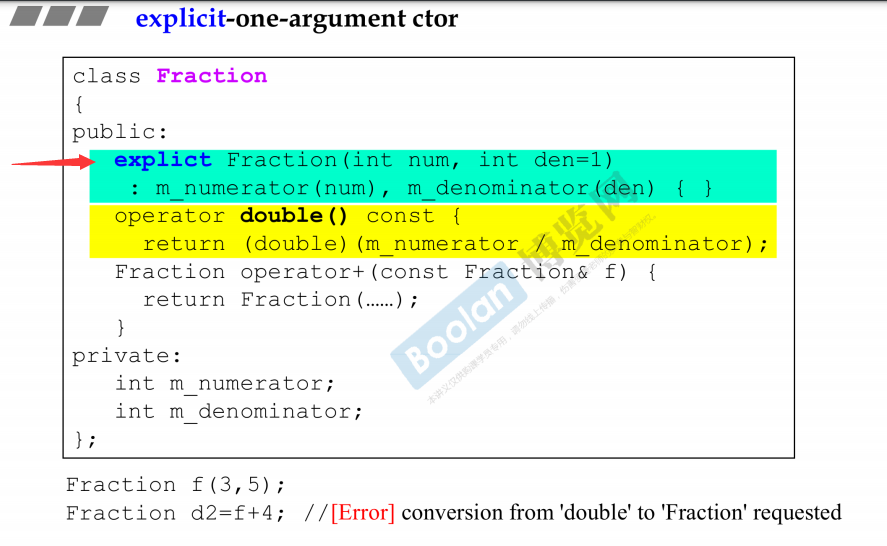 explicit-one-argument ctor
class Fraction
{
public:
explict Fraction(int num, int den=1)
: m_numerator(num), m_denominator(den) { }
operator double() const {
return (double)(m_numerator / m_denominator);
Fraction operator+(const Fraction& f) {
return Fraction(……);
}
private:
int m_numerator;
int m_denominator;
};
Boolan 博览网
Fraction f(3,5);
Fraction d2=f+4; //[Error] conversion from 'double' to 'Fraction' requested